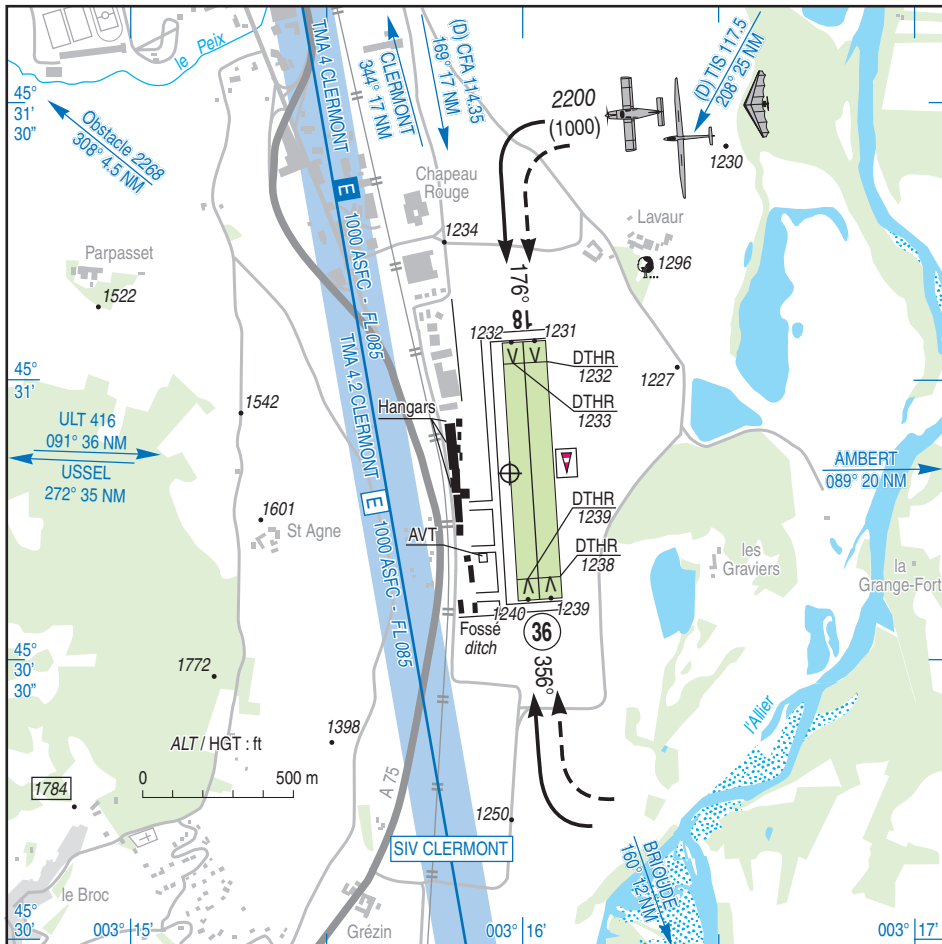 le Peix
TMA 4 CLERMONT
E
1000 ASFC - FL 085
CLERMONT
344° 17 NM
(D) CFA 114.35
169° 17 NM
(D) TIS 117.5
208° 25 NM
45°
31'
30"
Obstacle 2268
308° 4.5 NM
2200
(1000)
1230
Chapeau
Rouge
Lavaur
1234
1296
Parpasset
1522
176°
18
1232
1231
TMA 4.2 CLERMONT
E
1000 ASFC - FL 085
DTHR
1232
1227
45°
31'
DTHR
1233
1542
Hangars
ULT 416
091° 36 NM
USSEL
272° 35 NM
AMBERT
089° 20 NM
DTHR
1239
1601
St Agne
AVT
DTHR
1238
les
Graviers
la
Grange-Fort
1240
1239
Fossé
ditch
36
356°
45°
30'
30"
1772
l'Allier
1398
ALT / HGT : ft
0
500 m
1784
A 75
1250
SIV CLERMONT
BRIOUDE
160° 12 NM
le Broc
Grézin
45°
30'
003° 15'
003° 16'
003° 17'